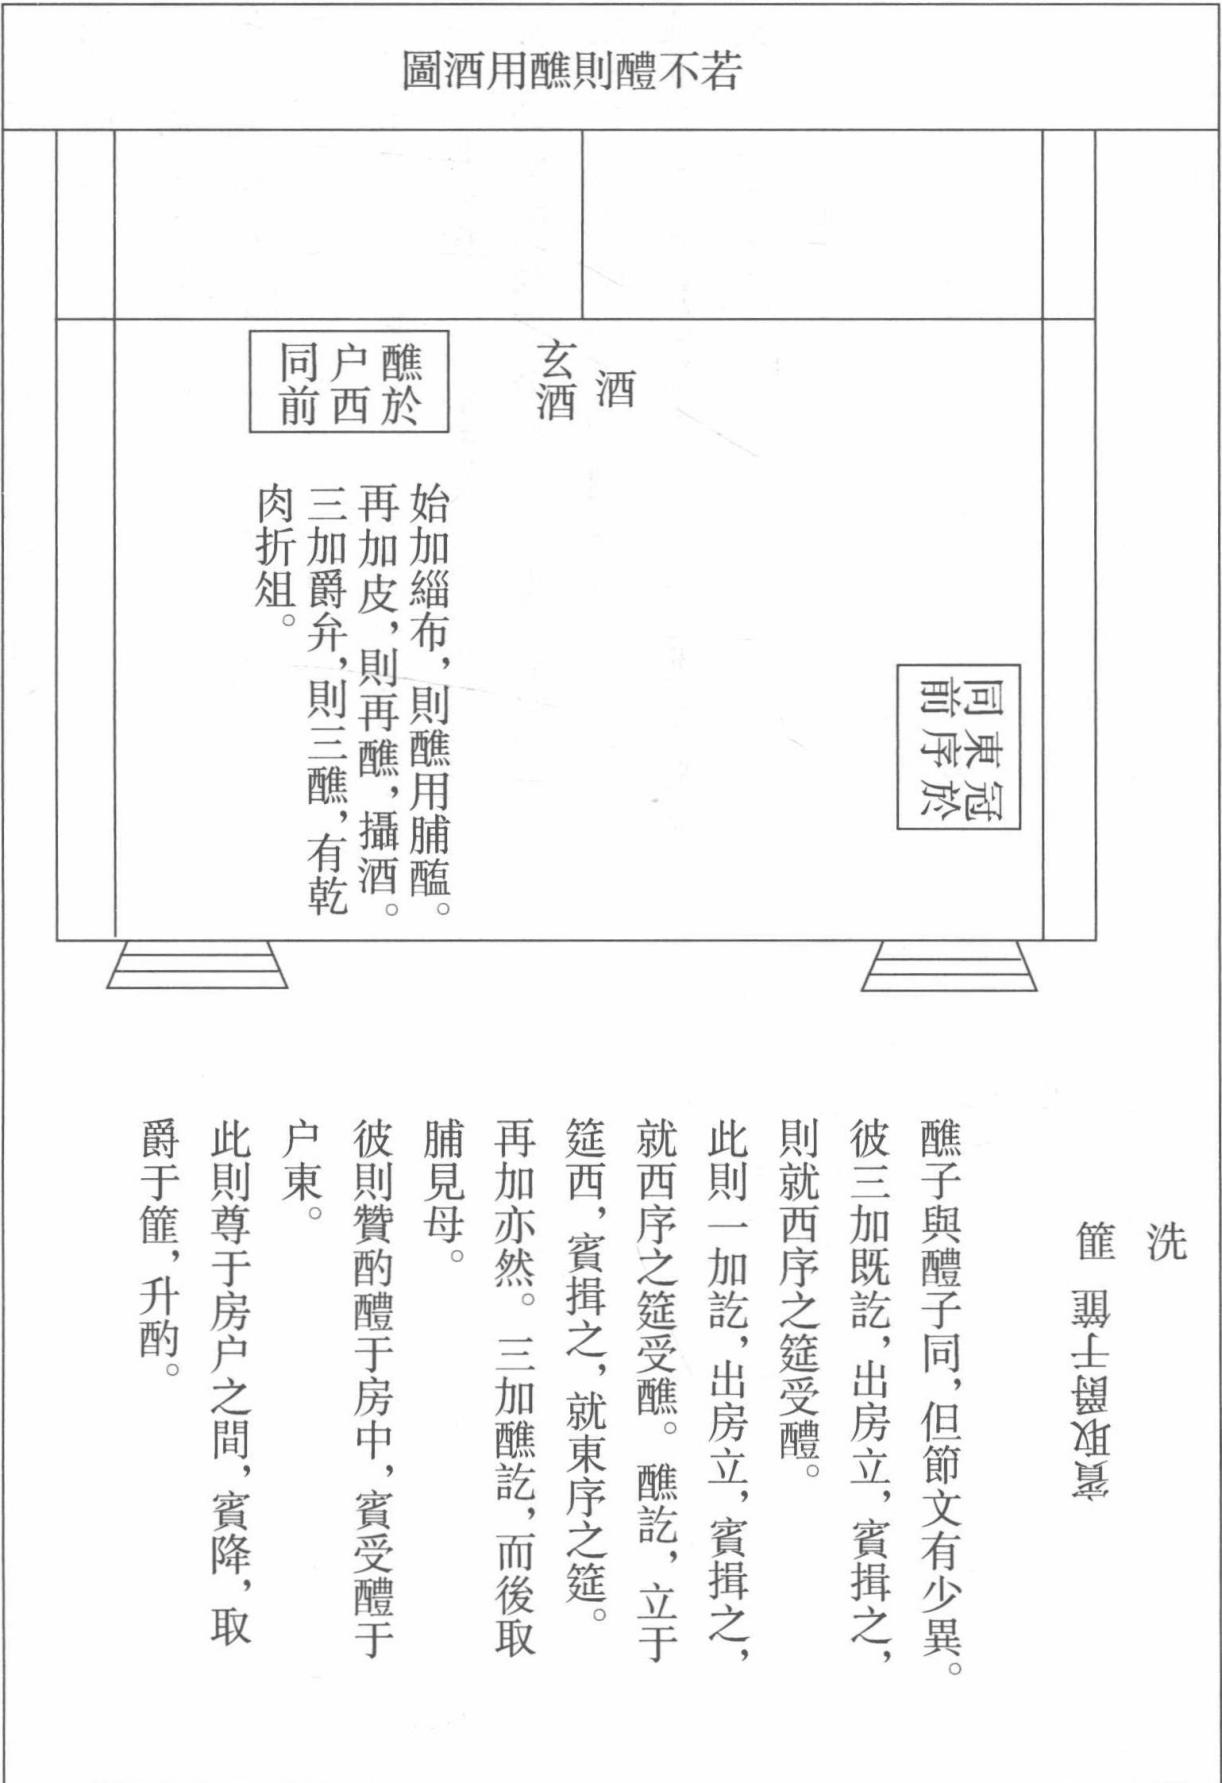 若不醴則醮用酒圖
酒
玄酒
醮於
户西
同前
始加緇布，則醮用脯醢。
再加皮，則再醮，攝酒。
三加爵弁，則三醮，有乾
肉折俎。
冠於
東序
同前
洗
篚
賓取爵于篚
醮子與醴子同，但節文有少異。
彼三加既訖，出房立，賓揖之，
則就西序之筵受醴。
此則一加訖，出房立，賓揖之，
就西序之筵受醮。醮訖，立于
筵西，賓揖之，就東序之筵。
再加亦然。三加醮訖，而後取
脯見母。
彼則贊酌醴于房中，賓受醴于
户東。
此則尊于房户之間，賓降，取
爵于篚，升酌。